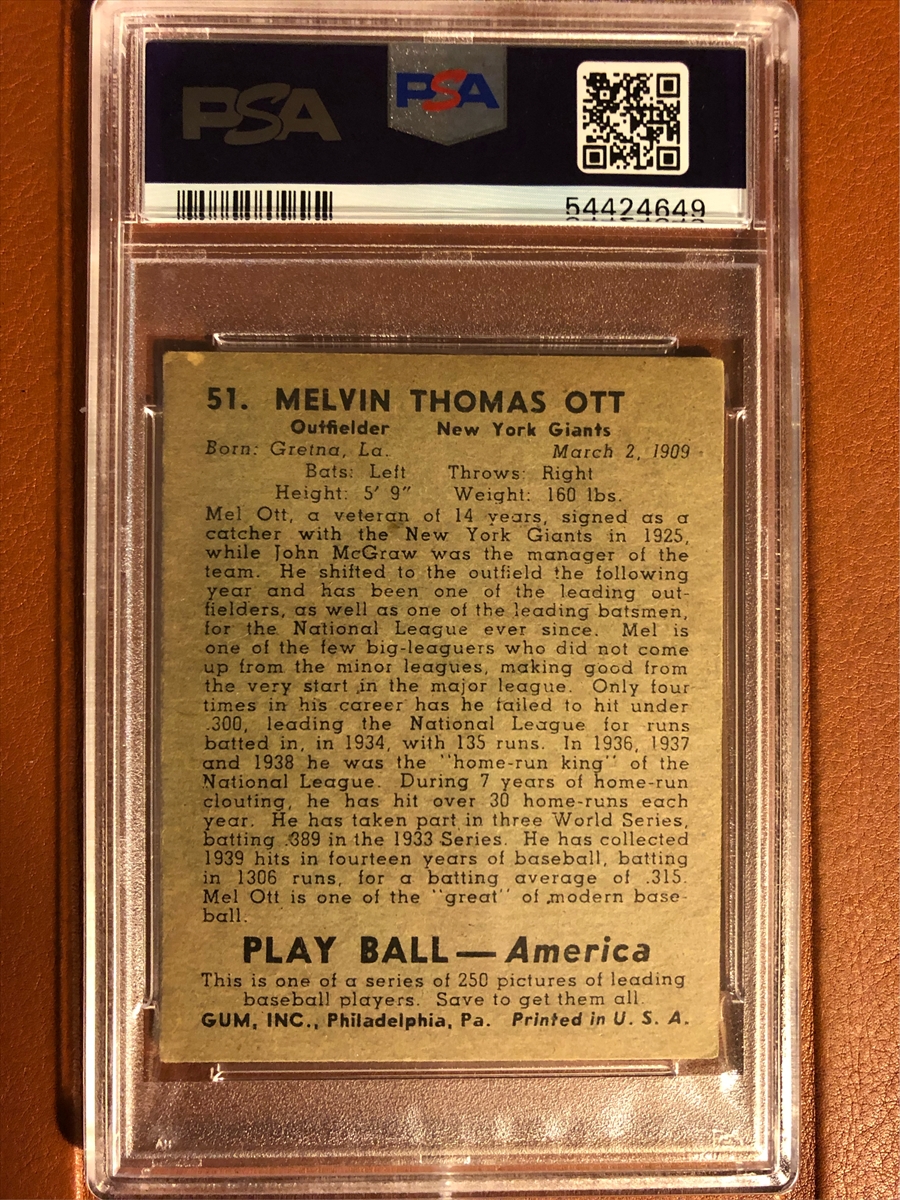 PSA PSA
54424649
51. MELVIN THOMAS OTT
Outfielder New York Giants
Born: Gretna, La. March 2, 1909
Bats: Left Throws: Right
Height: 5' 9" Weight: 160 lbs.
Mel Ott, a veteran of 14 years, signed as a
catcher with the New York Giants in 1925,
while John McGraw was the manager of the
team. He shifted to the outfield the following
year and has been one of the leading out-
fielders, as well as one of the leading batsmen,
for the National League ever since. Mel is
one of the few big-leaguers who did not come
up from the minor leagues, making good from
the very start in the major league. Only four
times in his career has he failed to hit under
.300, leading the National League for runs
batted in, in 1934, with 135 runs. In 1936, 1937
and 1938 he was the "home-run king" of the
National League. During 7 years of home-run
clouting, he has hit over 30 home-runs each
year. He has taken part in three World Series,
batting .389 in the 1933 Series. He has collected
1939 hits in fourteen years of baseball, batting
in 1306 runs, for a batting average of .315.
Mel Ott is one of the "great" of modern base-
ball.
PLAY BALL — America
This is one of a series of 250 pictures of leading
baseball players. Save to get them all.
GUM, INC., Philadelphia, Pa. Printed in U. S. A.